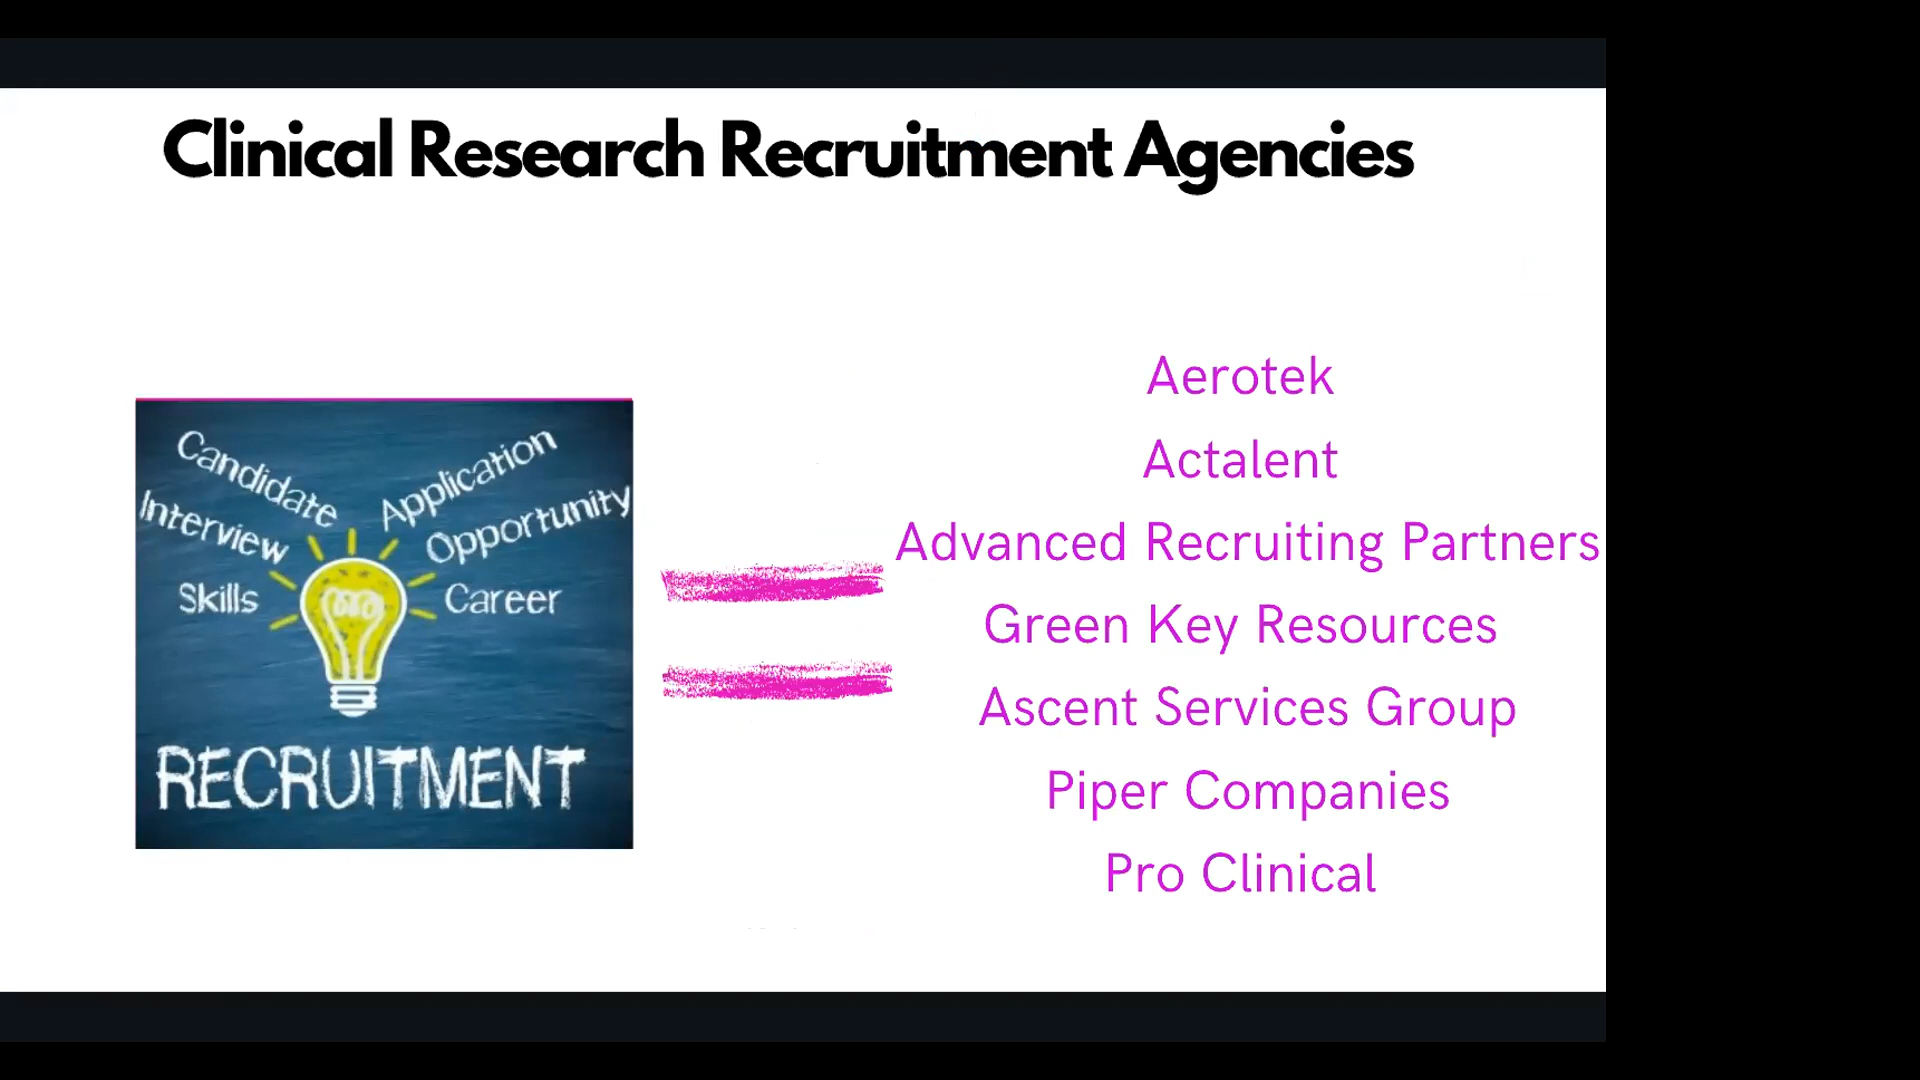 Clinical Research Recruitment Agencies
Candidate
Application
Interview
Opportunity
Skills
Career
RECRUITMENT
Aerotek
Actalent
Advanced Recruiting Partners
Green Key Resources
Ascent Services Group
Piper Companies
Pro Clinical